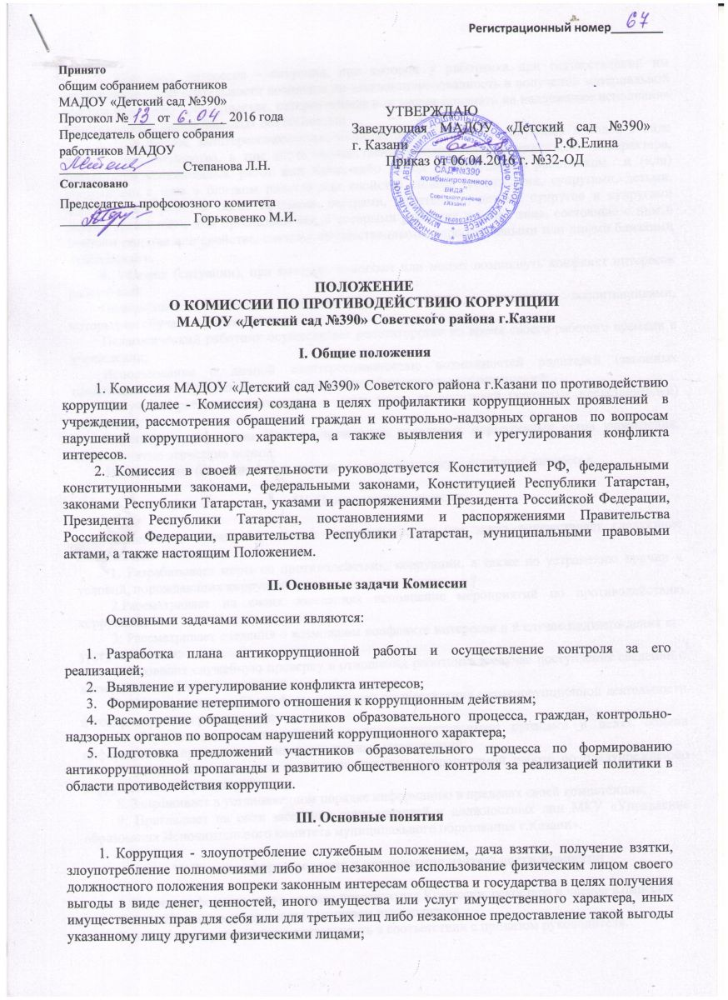 Регистрационный номер 67
Принято
общим собранием работников
МАДОУ «Детский сад №390»
Протокол № 13 от 6.04 2016 года
Председатель общего собрания
работников МАДОУ
Степанова Л.Н.
Согласовано
Председатель профсоюзного комитета
Горьковенко М.И.
УТВЕРЖДАЮ
Заведующая МАДОУ «Детский сад №390»
г. Казани Р.Ф.Елина
Приказ от 06.04.2016 г. №32-ОД
САД №390
комбинированного
вида"
Советского района
г.Казани
ПОЛОЖЕНИЕ
О КОМИССИИ ПО ПРОТИВОДЕЙСТВИЮ КОРРУПЦИИ
МАДОУ «Детский сад №390» Советского района г.Казани
I. Общие положения
1. Комиссия МАДОУ «Детский сад №390» Советского района г.Казани по противодействию
коррупции (далее - Комиссия) создана в целях профилактики коррупционных проявлений в
учреждении, рассмотрения обращений граждан и контрольно-надзорных органов по вопросам
нарушений коррупционного характера, а также выявления и урегулирования конфликта
интересов.
2. Комиссия в своей деятельности руководствуется Конституцией РФ, федеральными
конституционными законами, федеральными законами, Конституцией Республики Татарстан,
законами Республики Татарстан, указами и распоряжениями Президента Российской Федерации,
Президента Республики Татарстан, постановлениями и распоряжениями Правительства
Российской Федерации, правительства Республики Татарстан, муниципальными правовыми
актами, а также настоящим Положением.
II. Основные задачи Комиссии
Основными задачами комиссии являются:
1. Разработка плана антикоррупционной работы и осуществление контроля за его
реализацией;
2. Выявление и урегулирование конфликта интересов;
3. Формирование нетерпимого отношения к коррупционным действиям;
4. Рассмотрение обращений участников образовательного процесса, граждан, контрольно-
надзорных органов по вопросам нарушений коррупционного характера;
5. Подготовка предложений участников образовательного процесса по формированию
антикоррупционной пропаганды и развитию общественного контроля за реализацией политики в
области противодействия коррупции.
III. Основные понятия
1. Коррупция - злоупотребление служебным положением, дача взятки, получение взятки,
злоупотребление полномочиями либо иное незаконное использование физическим лицом своего
должностного положения вопреки законным интересам общества и государства в целях получения
выгоды в виде денег, ценностей, иного имущества или услуг имущественного характера, иных
имущественных прав для себя или для третьих лиц либо незаконное предоставление такой выгоды
указанному лицу другими физическими лицами;